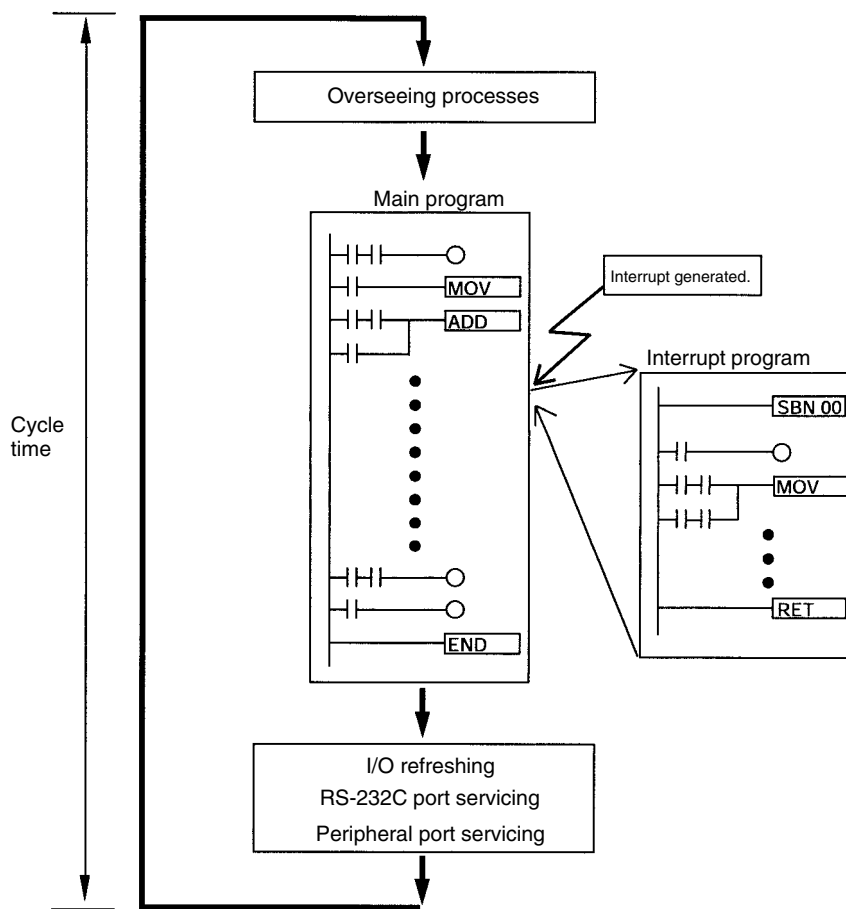 Overseeing processes
Main program
MOV
ADD
END
Interrupt generated.
Interrupt program
SBN 00
MOV
RET
Cycle
time
I/O refreshing
RS-232C port servicing
Peripheral port servicing